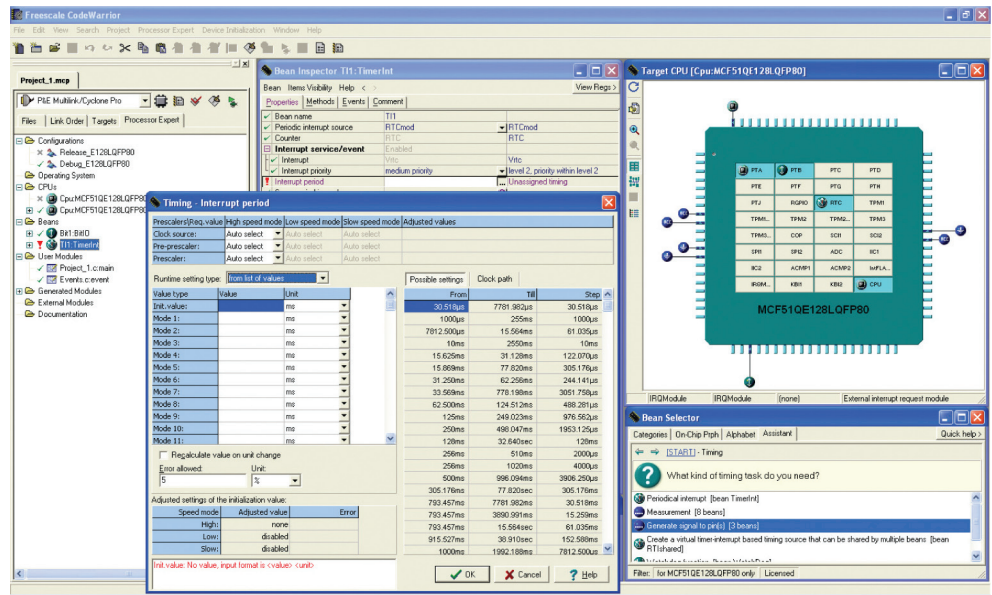 Freescale CodeWarrior
File Edit View Search Project Processor Expert Device Initialization Window Help
Project_1.mcp
P&E Multilink/Cyclone Pro
Files Link Order Targets Processor Expert
Configurations
Release_E128LQFP80
Debug_E128LQFP80
Operating System
CPUs
Cpu:MCF51QE128LQFP80
Cpu:MCF51QE128LQFP80
Beans
Bit1:BitIO
TI1:TimerInt
User Modules
Project_1.c:main
Events.c:event
Generated Modules
External Modules
Documentation
Bean Inspector TI1:TimerInt
Bean Items Visibility Help < View Regs >
Properties Methods Events Comment
Bean name TI1
Periodic interrupt source RTCmod RTCmod
Counter RTC RTC
Interrupt service/event Enabled
Interrupt Vrtc Vrtc
Interrupt priority medium priority level 2, priority within level 2
Interrupt period ... Unassigned timing
Timing - Interrupt period
Prescalers\Req.value High speed mode Low speed mode Slow speed mode Adjusted values
Clock source: Auto select Auto select Auto select
Pre-prescaler: Auto select Auto select Auto select
Prescaler: Auto select Auto select Auto select
Runtime setting type: from list of values
Value type Value Unit
Init.value: ms
Mode 1: ms
Mode 2: ms
Mode 3: ms
Mode 4: ms
Mode 5: ms
Mode 6: ms
Mode 7: ms
Mode 8: ms
Mode 9: ms
Mode 10: ms
Mode 11: ms
Recalculate value on unit change
Error allowed: Unit:
5 %
Adjusted settings of the initialization value:
Speed mode Adjusted value Error
High: none
Low: disabled
Slow: disabled
Init.value: No value, input format is <value> <unit>
Possible settings Clock path
From Till Step
30.518µs 7781.982µs 30.518µs
1000µs 255ms 1000µs
7812.500µs 15.564ms 61.035µs
10ms 2550ms 10ms
15.625ms 31.128ms 122.070µs
15.869ms 77.820ms 305.176µs
31.250ms 62.256ms 244.141µs
33.569ms 778.198ms 3051.758µs
62.500ms 124.512ms 488.281µs
125ms 249.023ms 976.562µs
250ms 498.047ms 1953.125µs
128ms 32.640sec 128ms
256ms 510ms 2000µs
256ms 1020ms 4000µs
500ms 996.094ms 3906.250µs
305.176ms 77.820sec 305.176ms
793.457ms 7781.982ms 30.518ms
793.457ms 3890.991ms 15.259ms
793.457ms 15.564sec 61.035ms
915.527ms 38.910sec 152.588ms
1000ms 1992.188ms 7812.500µs
OK Cancel Help
Target CPU [Cpu:MCF51QE128LQFP80]
PTA PTB PTC PTD
PTE PTF PTG PTH
PTJ RGPIO RTC TPM1
TPM1... TPM2 TPM2... TPM3
TPM3... COP SCI1 SCI2
SPI1 SPI2 ADC IIC1
IIC2 ACMP1 ACMP2 IntFLA...
IRQM... KBI1 KBI2 CPU
MCF51QE128LQFP80
IRQModule IRQModule (none) External interrupt request module
Bean Selector
Categories On-Chip Prph Alphabet Assistant Quick help >
[START] - Timing
What kind of timing task do you need?
Periodical interrupt [bean TimerInt]
Measurement [8 beans]
Generate signal to pin(s) [3 beans]
Create a virtual timer-interrupt based timing source that can be shared by multiple beans [bean
RTIshared]
Filter: for MCF51QE128LQFP80 only Licensed